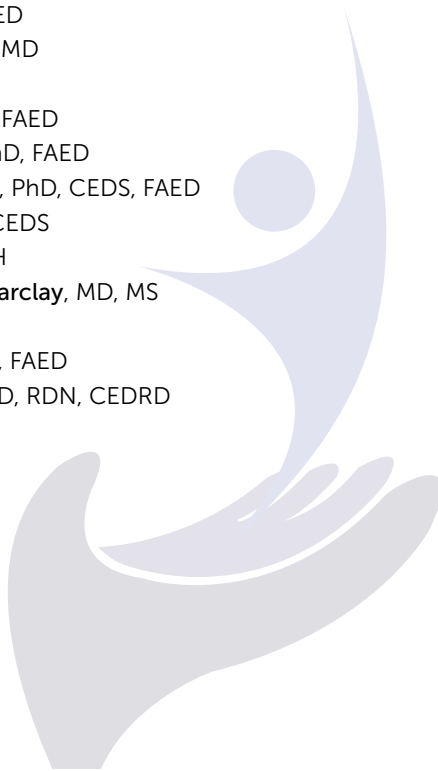 ED
MD
FAED
D, FAED
, PhD, CEDS, FAED
CEDS
H
arclay, MD, MS
, FAED
D, RDN, CEDRD